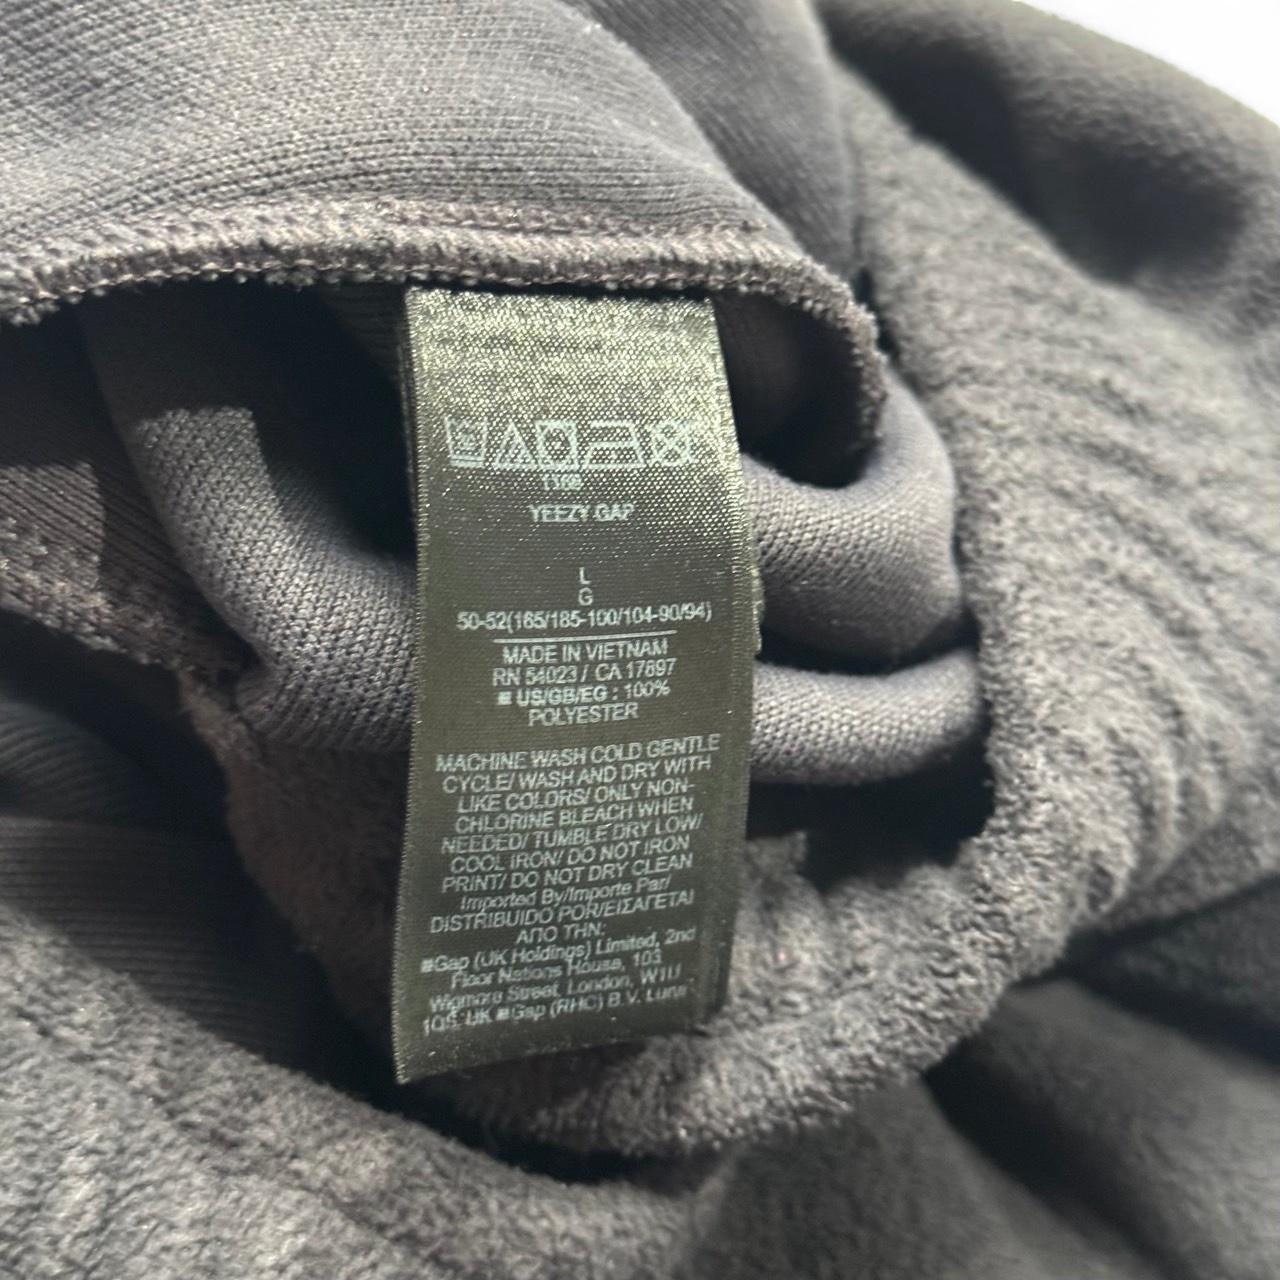 110°
YEEZY GAP
L
G
50-52(165/185-100/104-90/94)
MADE IN VIETNAM
RN 54023 / CA 17897
■ US/GB/EG : 100%
POLYESTER
MACHINE WASH COLD GENTLE
CYCLE/ WASH AND DRY WITH
LIKE COLORS/ ONLY NON-
CHLORINE BLEACH WHEN
NEEDED/ TUMBLE DRY LOW/
COOL IRON/ DO NOT IRON
PRINT/ DO NOT DRY CLEAN
Imported By/Importe Par/
DISTRIBUIDO POR/ΕΙΣΑΓΕΤΑΙ
ΑΠΟ ΤΗΝ:
■Gap (UK Holdings) Limited, 2nd
Floor Nations House, 103
Wigmore Street, London, W1U
1QS, UK ■Gap (RHC) B.V. Luna